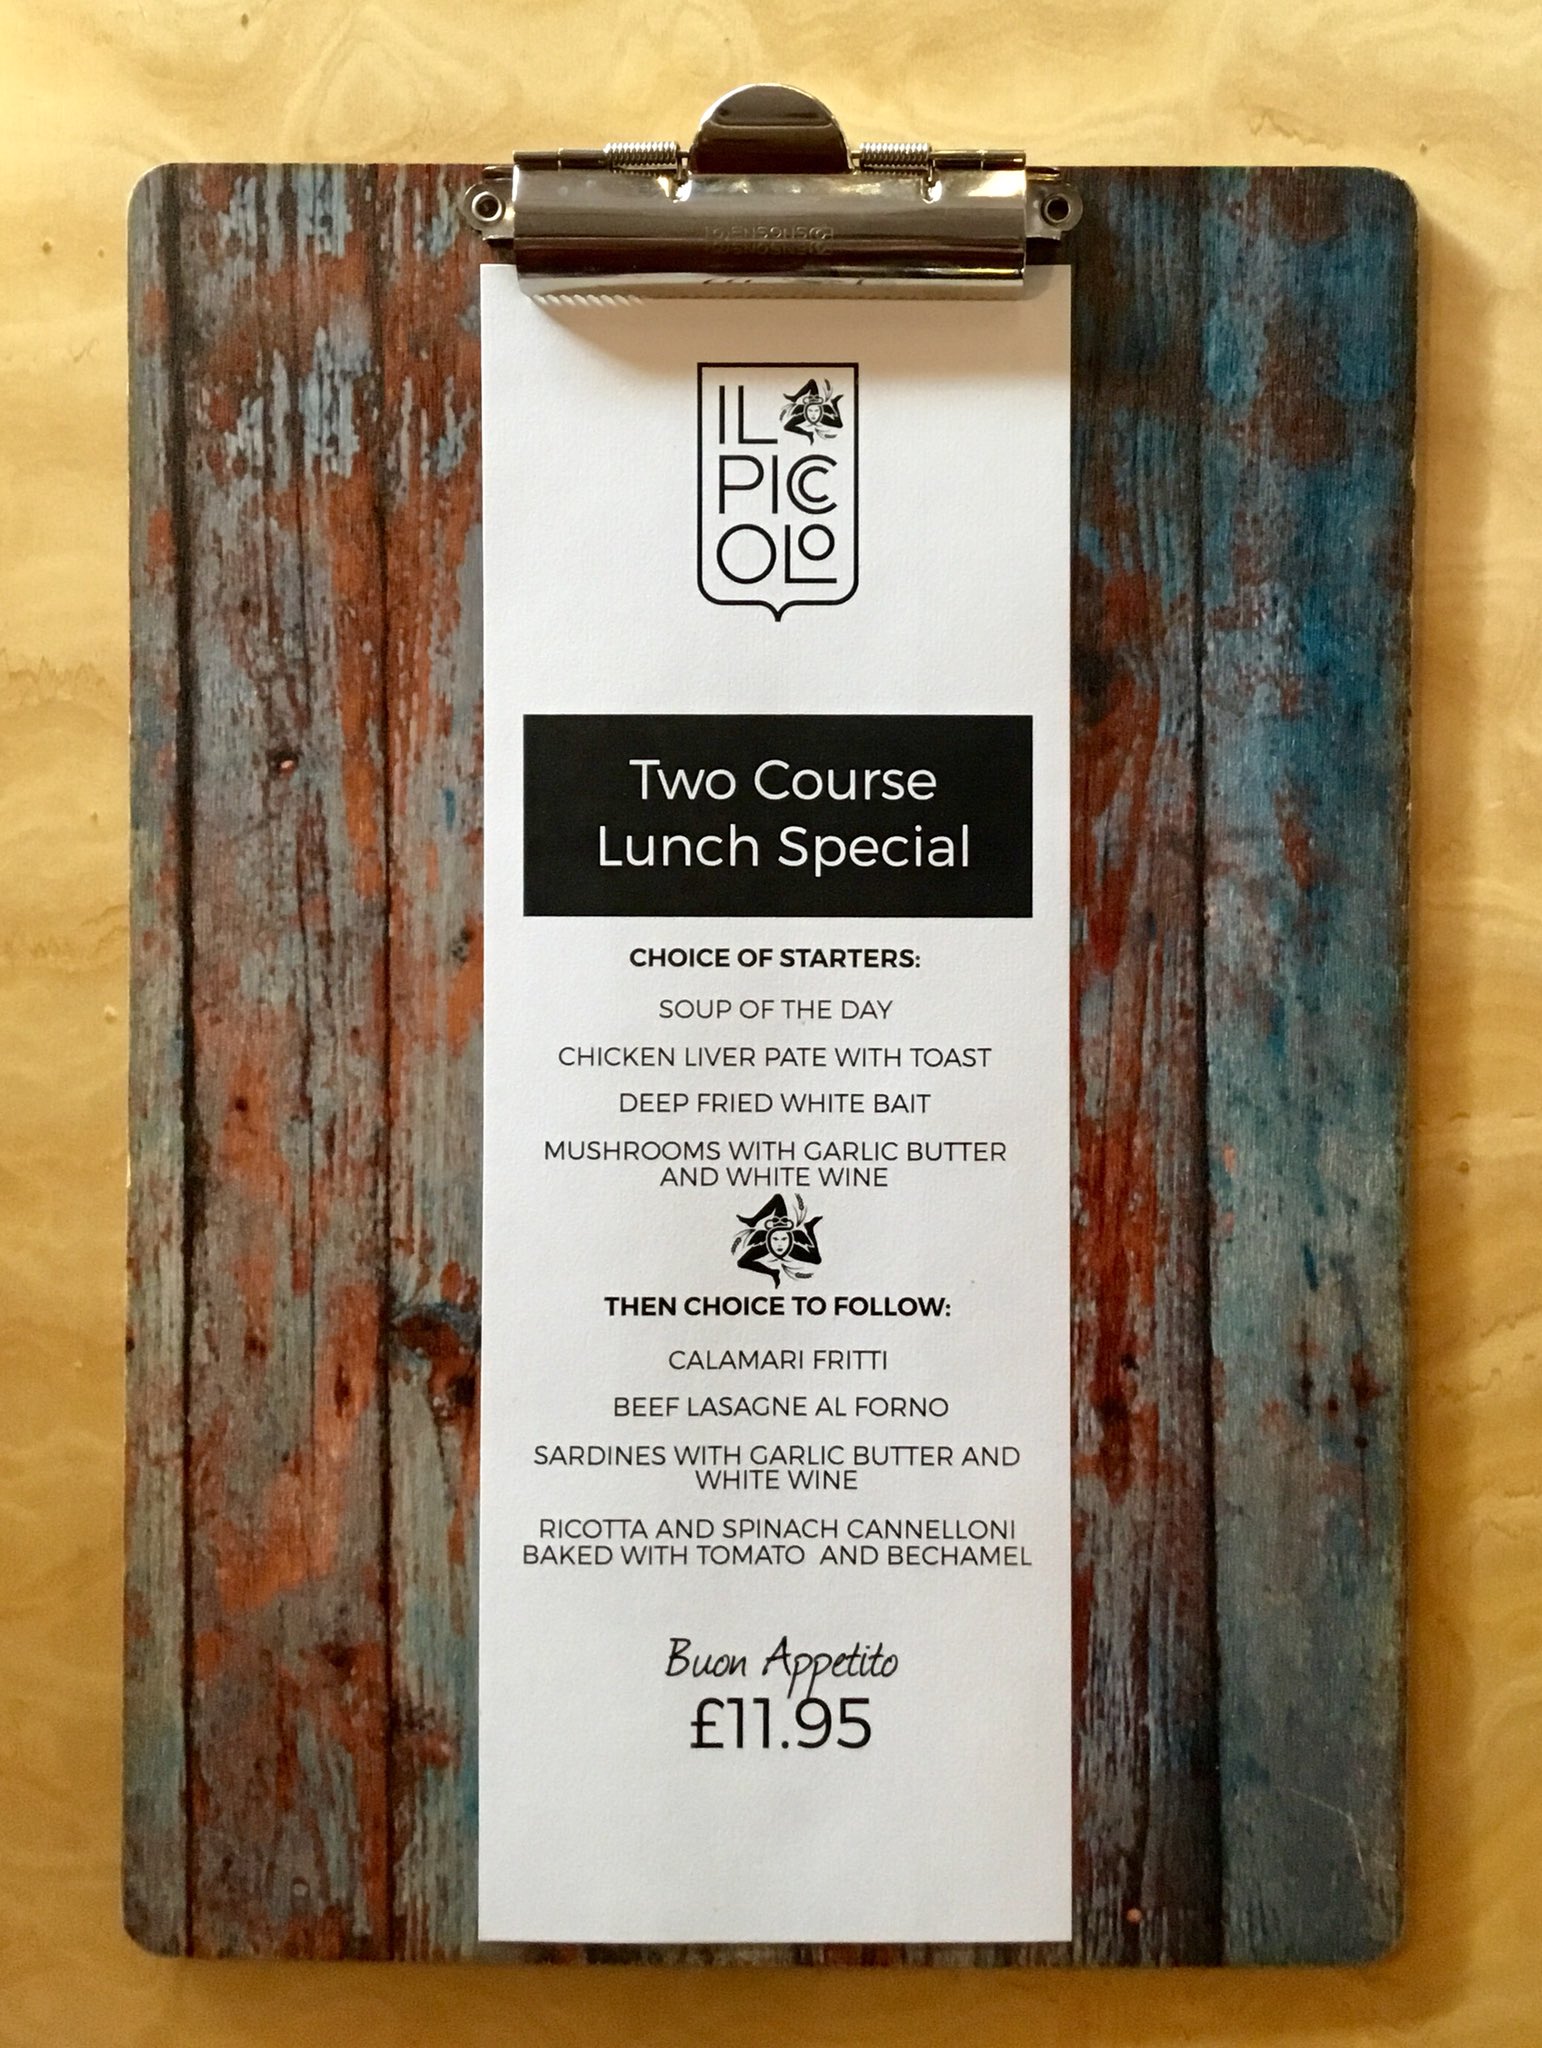 IL
PICC
OLO
Two Course
Lunch Special
CHOICE OF STARTERS:
SOUP OF THE DAY
CHICKEN LIVER PATE WITH TOAST
DEEP FRIED WHITE BAIT
MUSHROOMS WITH GARLIC BUTTER
AND WHITE WINE
THEN CHOICE TO FOLLOW:
CALAMARI FRITTI
BEEF LASAGNE AL FORNO
SARDINES WITH GARLIC BUTTER AND
WHITE WINE
RICOTTA AND SPINACH CANNELLONI
BAKED WITH TOMATO AND BECHAMEL
Buon Appetito
£11.95